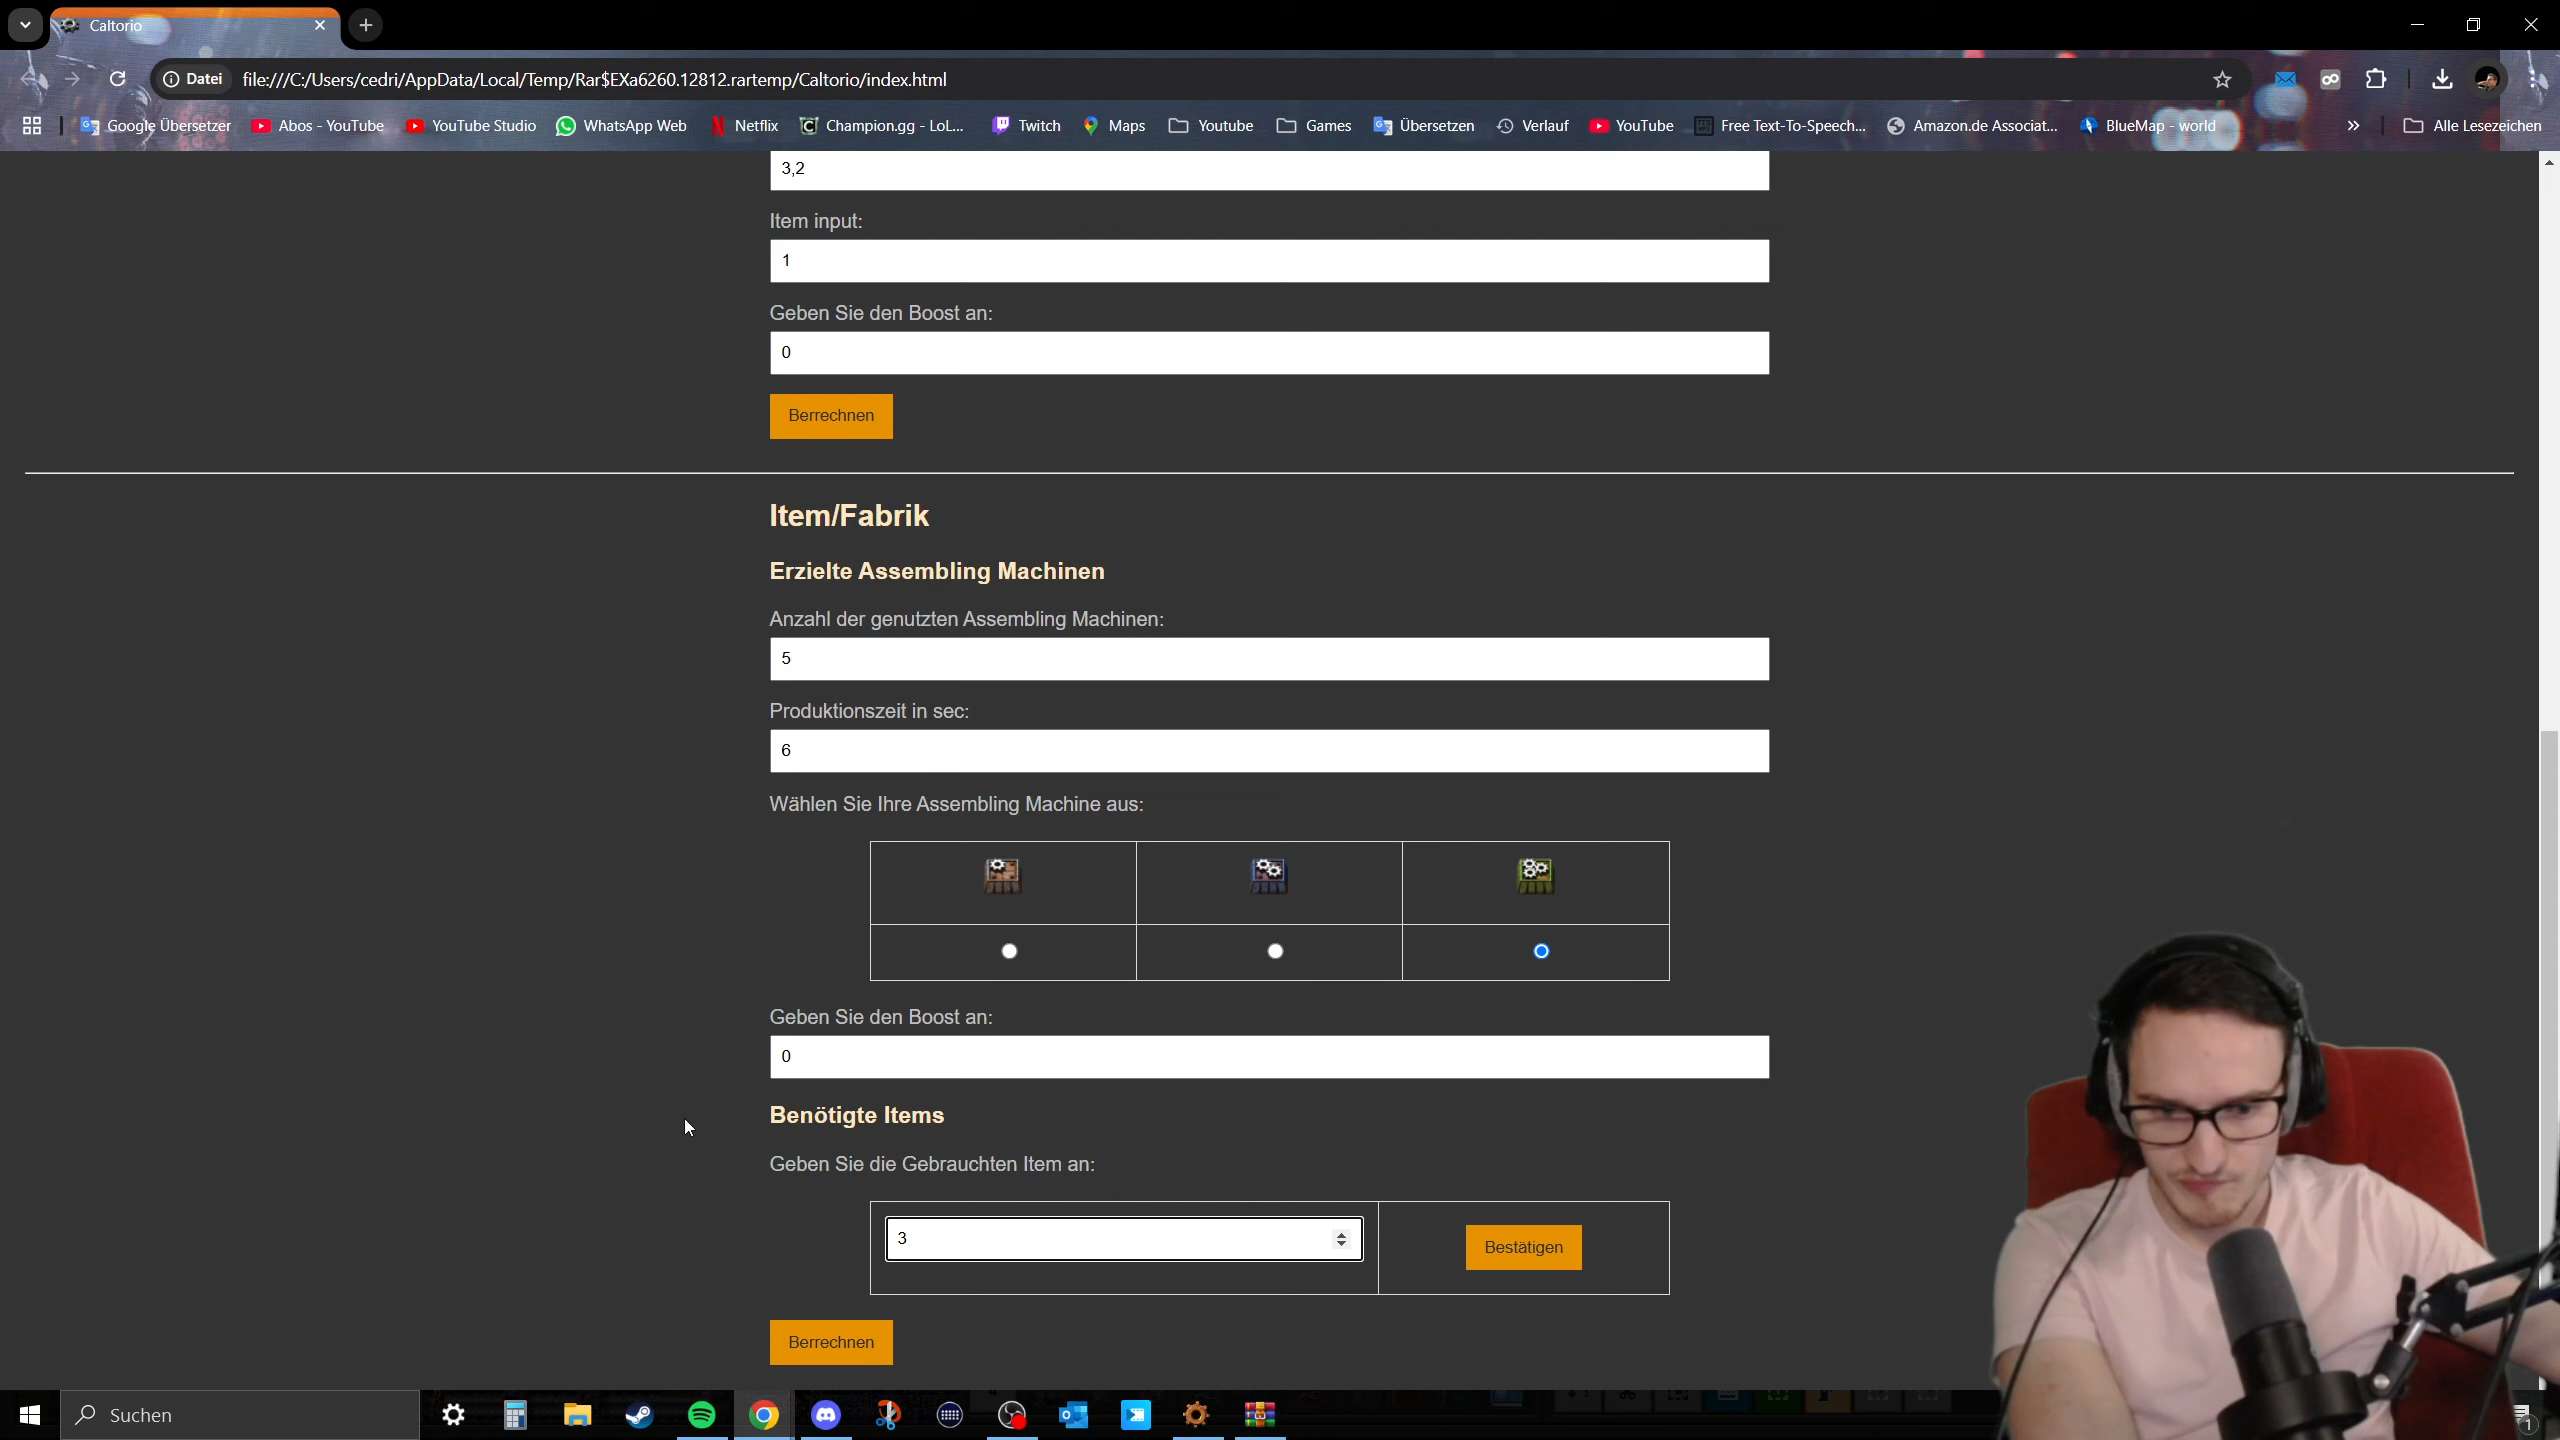 Caltorio
Datei file:///C:/Users/cedri/AppData/Local/Temp/Rar$EXa6260.12812.rartemp/Caltorio/index.html
Google Übersetzer Abos - YouTube YouTube Studio WhatsApp Web Netflix Champion.gg - LoL... Twitch Maps Youtube Games Übersetzen Verlauf YouTube Free Text-To-Speech... Amazon.de Associat... BlueMap - world » Alle Lesezeichen
3,2
Item input:
1
Geben Sie den Boost an:
0
Berrechnen
Item/Fabrik
Erzielte Assembling Machinen
Anzahl der genutzten Assembling Machinen:
5
Produktionszeit in sec:
6
Wählen Sie Ihre Assembling Machine aus:
Geben Sie den Boost an:
0
Benötigte Items
Geben Sie die Gebrauchten Item an:
3 Bestätigen
Berrechnen
Suchen
1